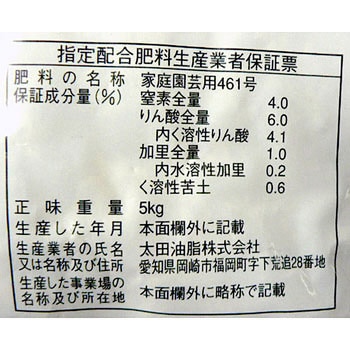 指定配合肥料生産業者保証票
肥料の名称 家庭園芸用461号
保証成分量(%) 窒素全量 4.0
りん酸全量 6.0
内く溶性りん酸 4.1
加里全量 1.0
内水溶性加里 0.2
く溶性苦土 0.6
正味重量 5kg
生産した年月 本面欄外に記載
生産業者の氏名 太田油脂株式会社
又は名称及び住所 愛知県岡崎市福岡町字下荒追28番地
生産した事業場の
名称及び所在地 本面欄外に略称で記載